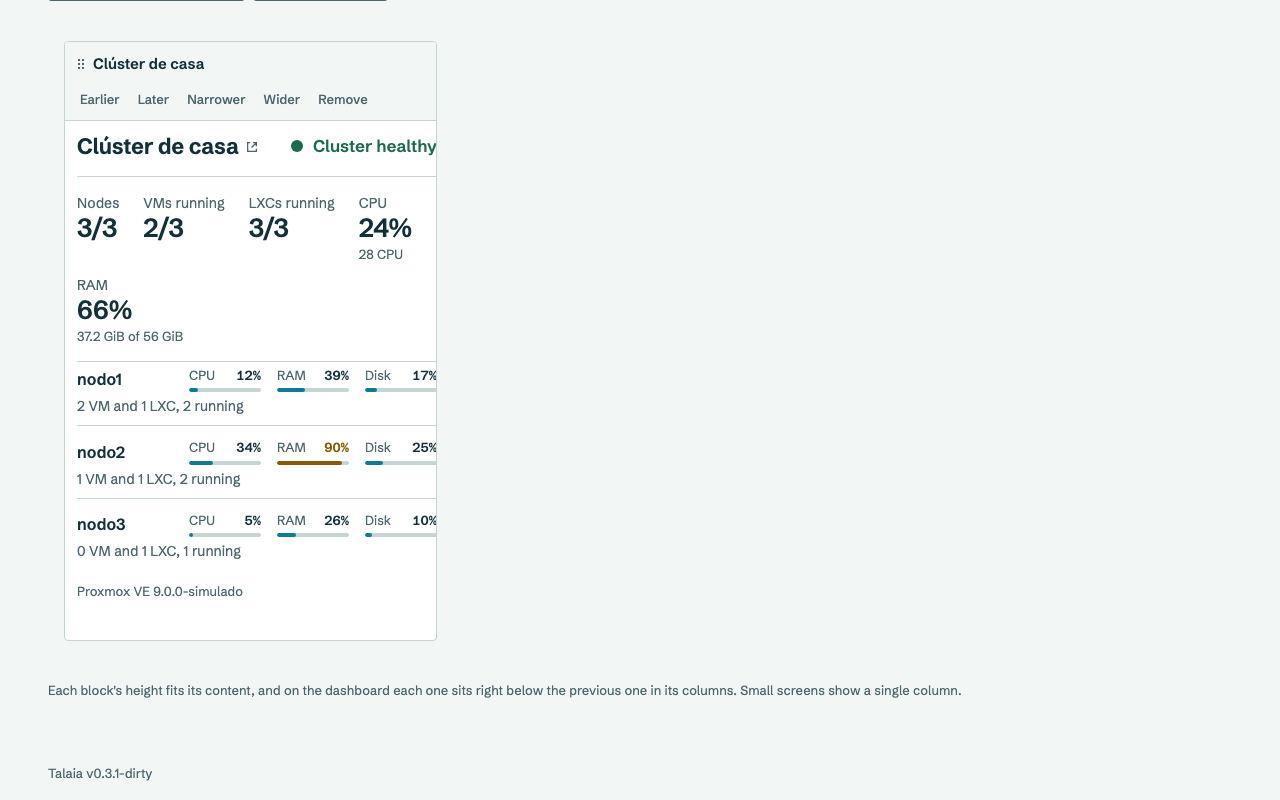 Clúster de casa
Earlier Later Narrower Wider Remove
Clúster de casa Cluster healthy
Nodes VMs running LXCs running CPU
3/3 2/3 3/3 24%
28 CPU
RAM
66%
37.2 GiB of 56 GiB
nodo1 CPU 12% RAM 39% Disk 17%
2 VM and 1 LXC, 2 running
nodo2 CPU 34% RAM 90% Disk 25%
1 VM and 1 LXC, 2 running
nodo3 CPU 5% RAM 26% Disk 10%
0 VM and 1 LXC, 1 running
Proxmox VE 9.0.0-simulado
Each block's height fits its content, and on the dashboard each one sits right below the previous one in its columns. Small screens show a single column.
Talaia v0.3.1-dirty